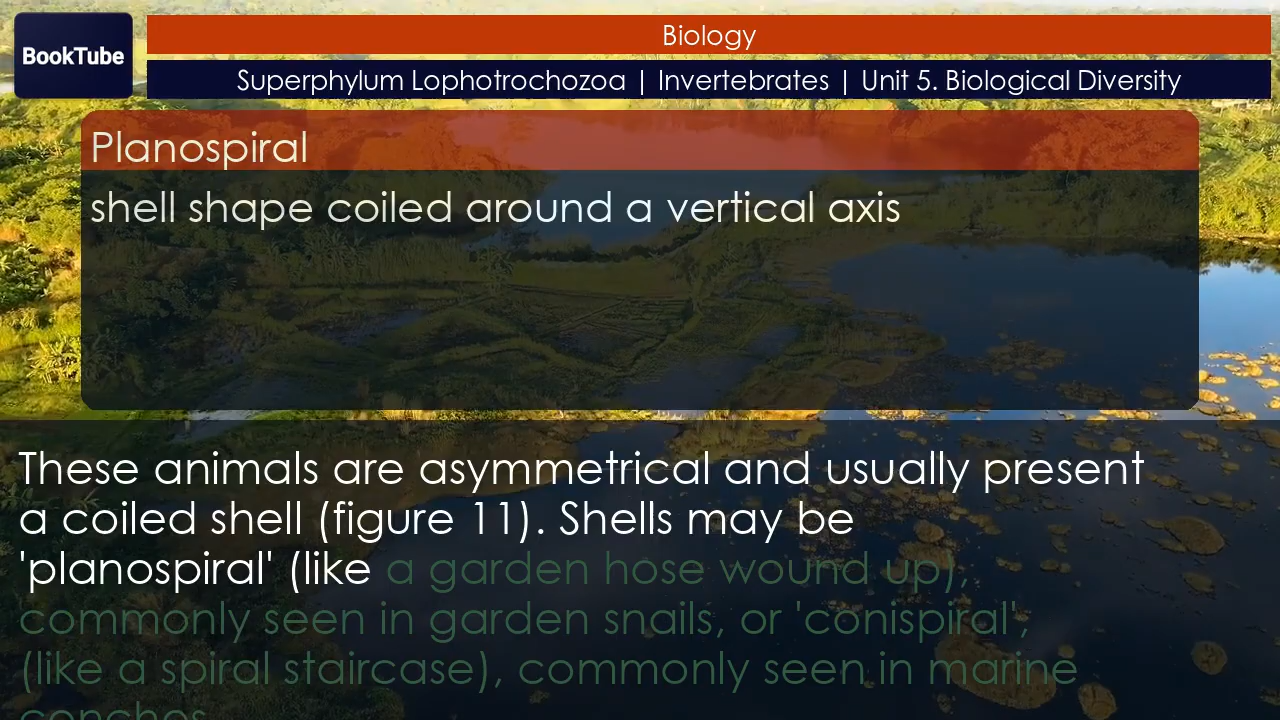 BookTube
Biology
Superphylum Lophotrochozoa | Invertebrates | Unit 5. Biological Diversity
Planospiral
shell shape coiled around a vertical axis
These animals are asymmetrical and usually present
a coiled shell (figure 11). Shells may be
'planospiral' (like a garden hose wound up),
commonly seen in garden snails, or 'conispiral',
(like a spiral staircase), commonly seen in marine
conches